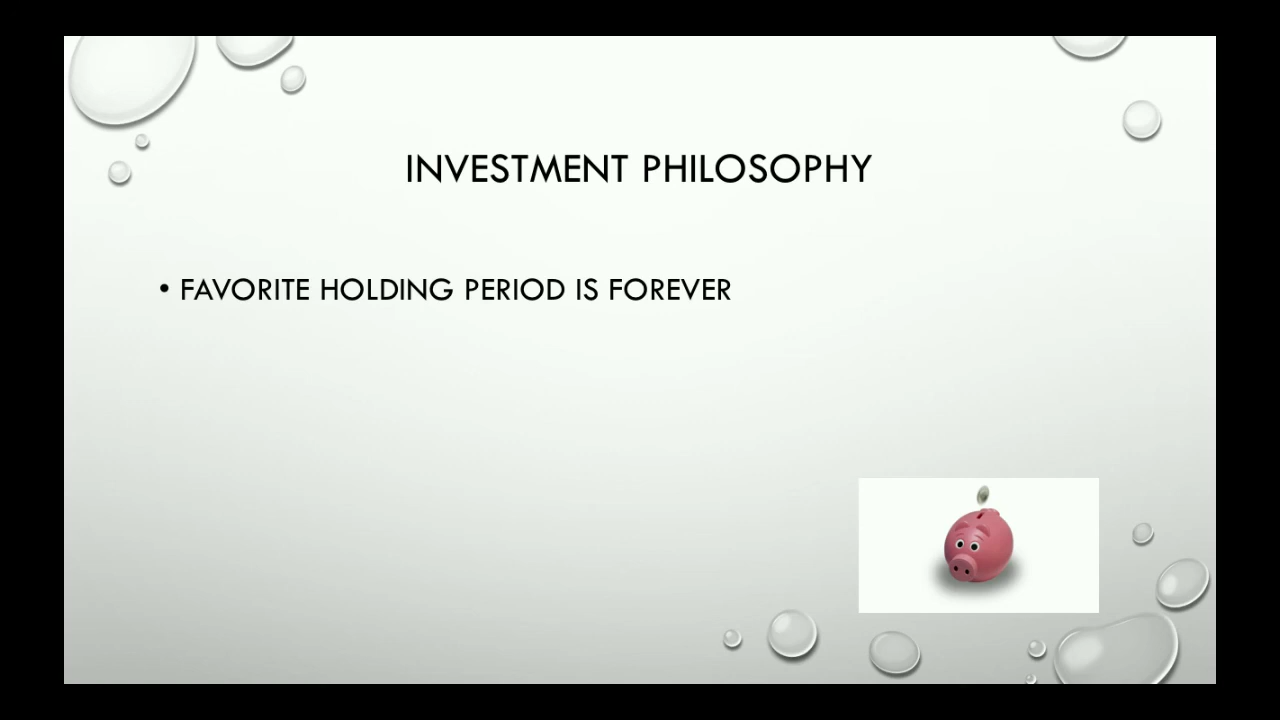 INVESTMENT PHILOSOPHY
• FAVORITE HOLDING PERIOD IS FOREVER